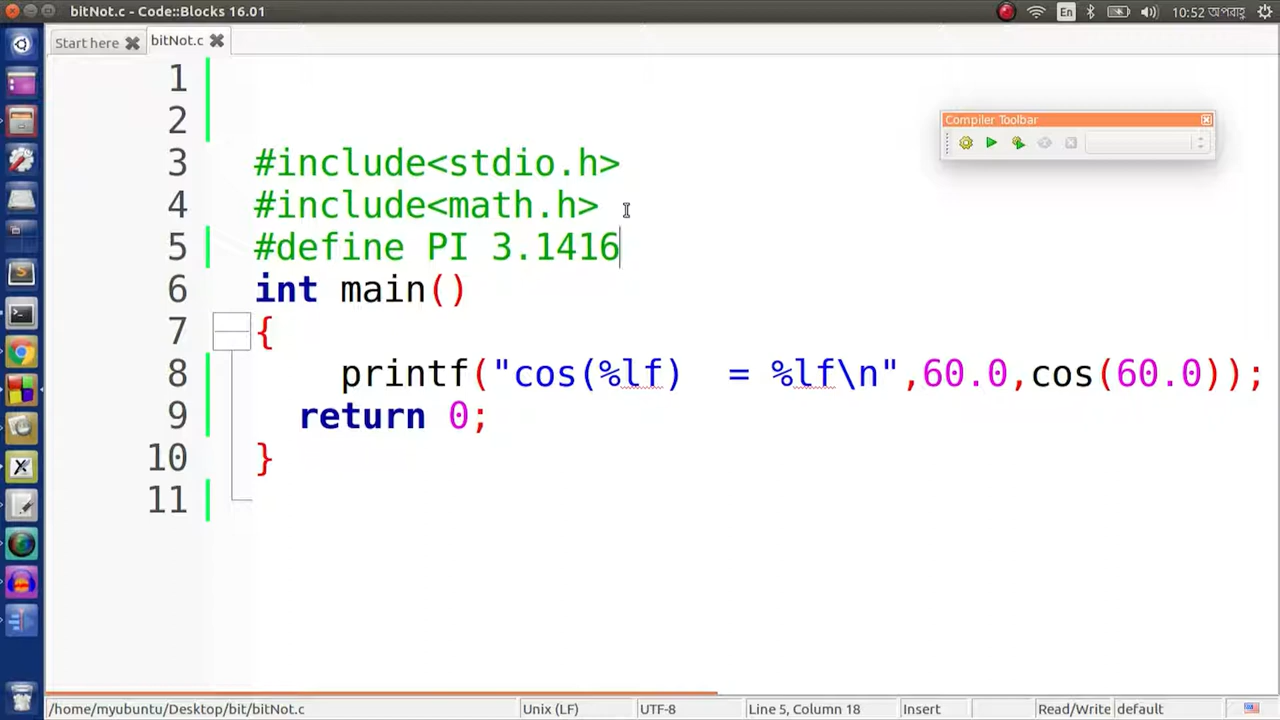 bitNot.c - Code::Blocks 16.01
En
10:52 অপরাহ্ণ
Start here
bitNot.c
Compiler Toolbar
1
2
3 #include<stdio.h>
4 #include<math.h>
5 #define PI 3.1416
6 int main()
7 {
8 printf("cos(%lf)  = %lf\n",60.0,cos(60.0));
9 return 0;
10 }
11
/home/myubuntu/Desktop/bit/bitNot.c Unix (LF) UTF-8 Line 5, Column 18 Insert Read/Write default